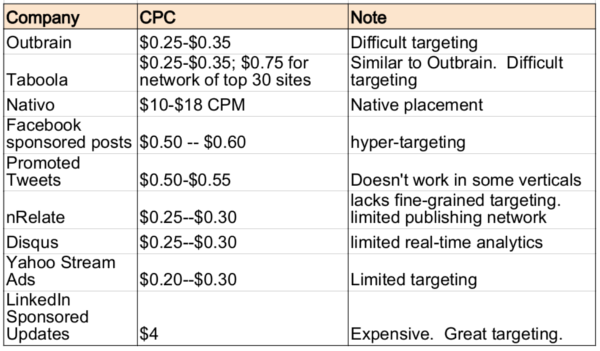 Company CPC Note
Outbrain $0.25-$0.35 Difficult targeting
Taboola $0.25-$0.35; $0.75 for network of top 30 sites Similar to Outbrain.  Difficult targeting
Nativo $10-$18 CPM Native placement
Facebook sponsored posts $0.50 -- $0.60 hyper-targeting
Promoted Tweets $0.50-$0.55 Doesn't work in some verticals
nRelate $0.25--$0.30 lacks fine-grained targeting. limited publishing network
Disqus $0.25--$0.30 limited real-time analytics
Yahoo Stream Ads $0.20--$0.30 Limited targeting
LinkedIn Sponsored Updates $4 Expensive.  Great targeting.